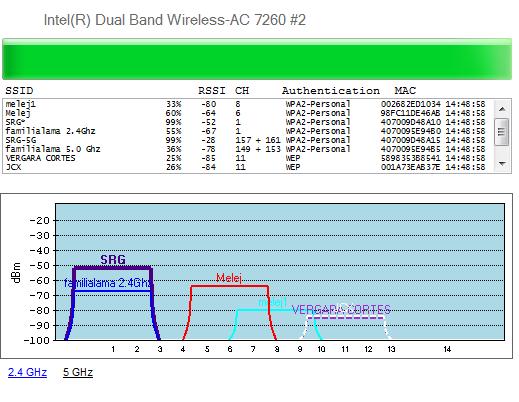 Intel(R) Dual Band Wireless-AC 7260 #2
SSID RSSI CH Authentication MAC
melej1 33% -80 8 WPA2-Personal 002682ED1034 14:48:58
Melej 60% -64 6 WPA2-Personal 98FC11DE46AB 14:48:58
SRG* 99% -52 1 WPA2-Personal 407009D48A10 14:48:58
familialama 2.4Ghz 55% -67 1 WPA2-Personal 407009E94B0 14:48:58
SRG-5G 99% -28 157 + 161 WPA2-Personal 407009D48A15 14:48:58
familialama 5.0 Ghz 36% -78 149 + 153 WPA2-Personal 407009E94B5 14:48:58
VERGARA CORTES 25% -85 11 WEP 5898353B8541 14:48:58
JCX 26% -84 11 WEP 001A73EAB37E 14:48:58
dBm
-20
-30
-40
-50
-60
-70
-80
-90
-100
SRG
familialama 2.4Ghz
Melej
melej1
VERGARA CORTES
1 2 3 4 5 6 7 8 9 10 11 12 13 14
2.4 GHz 5 GHz